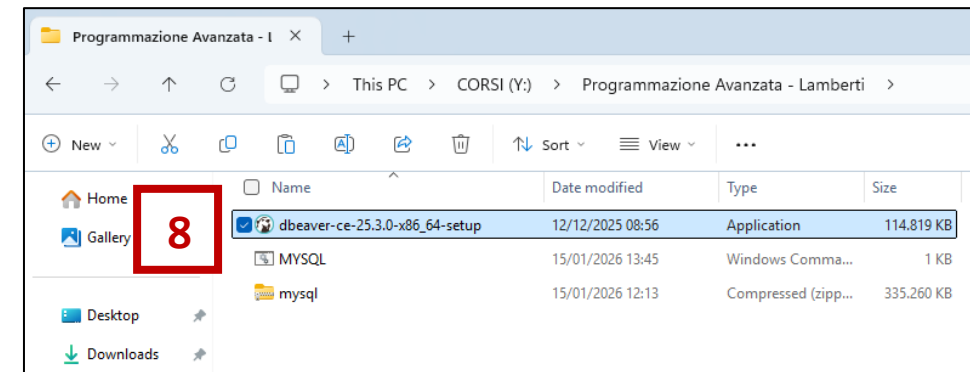 Programmazione Avanzata - L
This PC > CORSI (Y:) > Programmazione Avanzata - Lamberti >
New Sort View ...
Name Date modified Type Size
Home
Gallery
8
dbeaver-ce-25.3.0-x86_64-setup 12/12/2025 08:56 Application 114.819 KB
MYSQL 15/01/2026 13:45 Windows Comma... 1 KB
mysql 15/01/2026 12:13 Compressed (zipp... 335.260 KB
Desktop
Downloads